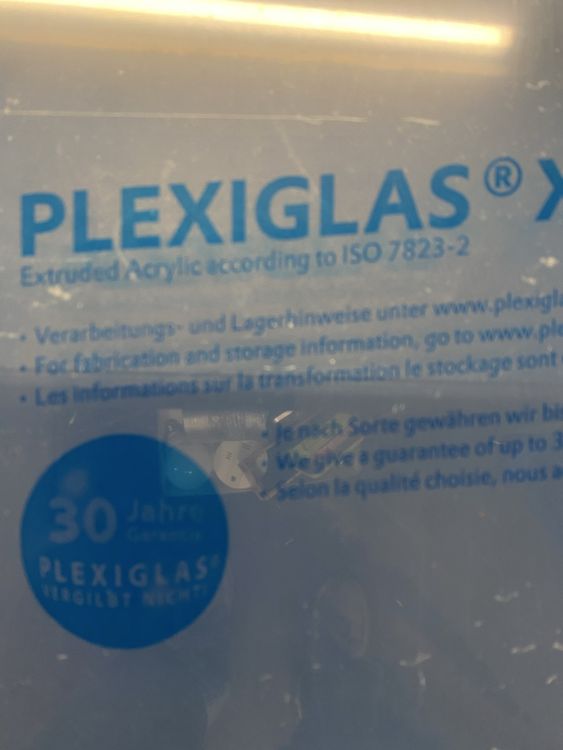 PLEXIGLAS® X
Extruded Acrylic according to ISO 7823-2
• Verarbeitungs- und Lagerhinweise unter www.plexigla
• For fabrication and storage information, go to www.ple
• Les informations sur la transformation le stockage sont
• Je nach Sorte gewähren wir bis
• We give a guarantee of up to 3
• Selon la qualité choisie, nous a
30 Jahre
Garantie
PLEXIGLAS®
VERGILBT NICHT!